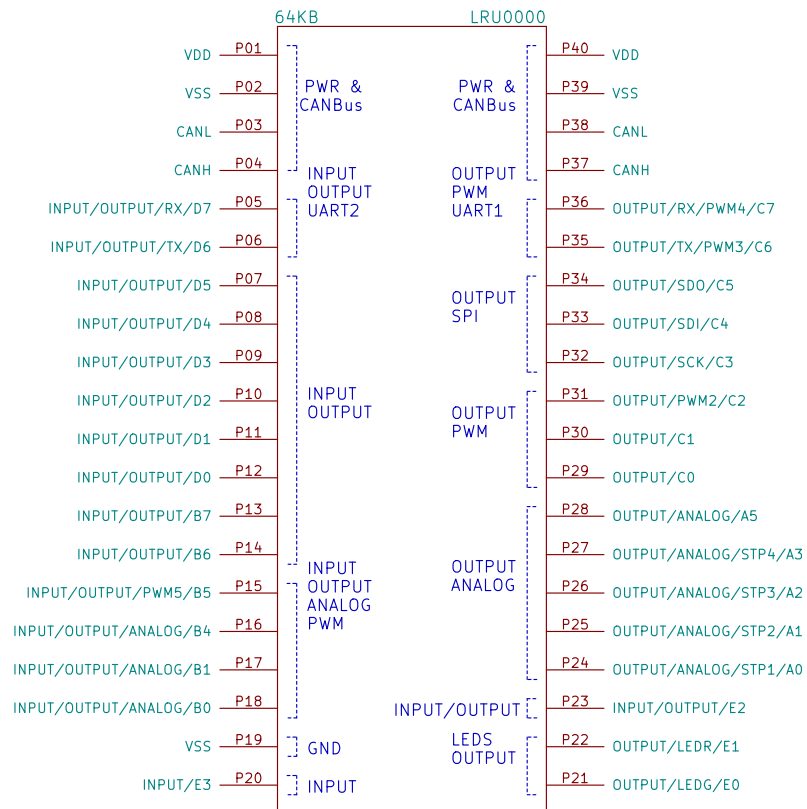 64KB LRU0000
VDD P01 P40 VDD
VSS P02 PWR & PWR & P39 VSS
CANBus CANBus
CANL P03 P38 CANL
CANH P04 P37 CANH
INPUT OUTPUT
OUTPUT PWM
UART2 UART1
INPUT/OUTPUT/RX/D7 P05 P36 OUTPUT/RX/PWM4/C7
INPUT/OUTPUT/TX/D6 P06 P35 OUTPUT/TX/PWM3/C6
INPUT/OUTPUT/D5 P07 P34 OUTPUT/SDO/C5
OUTPUT
SPI
INPUT/OUTPUT/D4 P08 P33 OUTPUT/SDI/C4
INPUT/OUTPUT/D3 P09 P32 OUTPUT/SCK/C3
INPUT/OUTPUT/D2 P10 P31 OUTPUT/PWM2/C2
INPUT OUTPUT
OUTPUT PWM
INPUT/OUTPUT/D1 P11 P30 OUTPUT/C1
INPUT/OUTPUT/D0 P12 P29 OUTPUT/C0
INPUT/OUTPUT/B7 P13 P28 OUTPUT/ANALOG/A5
INPUT/OUTPUT/B6 P14 P27 OUTPUT/ANALOG/STP4/A3
INPUT OUTPUT
OUTPUT ANALOG
ANALOG
PWM
INPUT/OUTPUT/PWM5/B5 P15 P26 OUTPUT/ANALOG/STP3/A2
INPUT/OUTPUT/ANALOG/B4 P16 P25 OUTPUT/ANALOG/STP2/A1
INPUT/OUTPUT/ANALOG/B1 P17 P24 OUTPUT/ANALOG/STP1/A0
INPUT/OUTPUT/ANALOG/B0 P18 INPUT/OUTPUT P23 INPUT/OUTPUT/E2
VSS P19 GND LEDS P22 OUTPUT/LEDR/E1
OUTPUT
INPUT/E3 P20 INPUT P21 OUTPUT/LEDG/E0